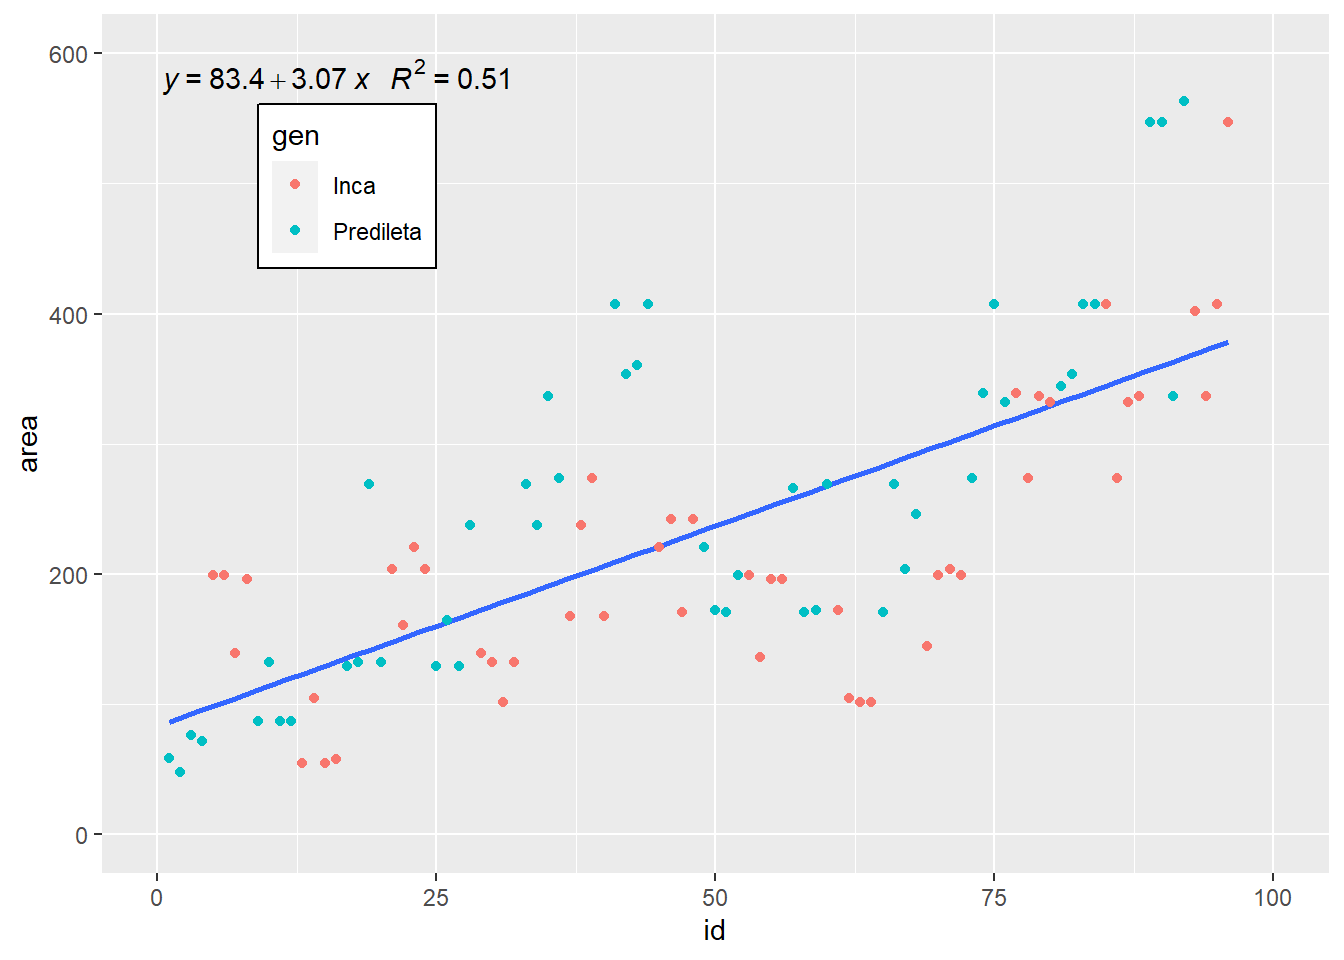 600
y = 83.4 + 3.07 x R² = 0.51
gen
Inca
Predileta
400
area
200
0
0 25 50 75 100
id